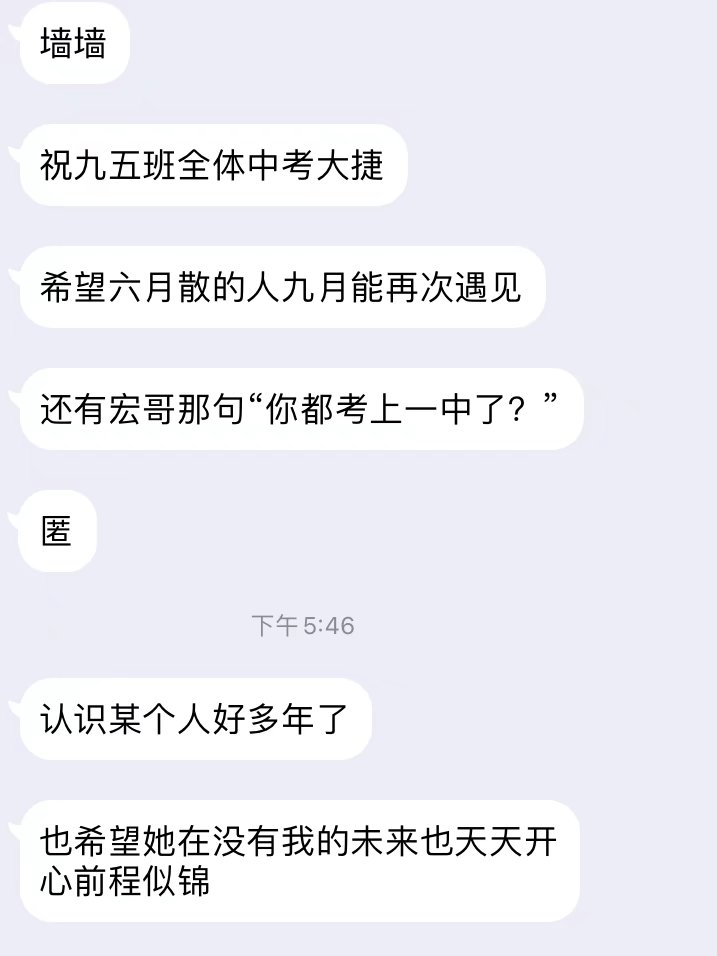 墙墙
祝九五班全体中考大捷
希望六月散的人九月能再次遇见
还有宏哥那句“你都考上一中了？”
匿
下午 5:46
认识某个人好多年了
也希望她在没有我的未来也天天开
心前程似锦